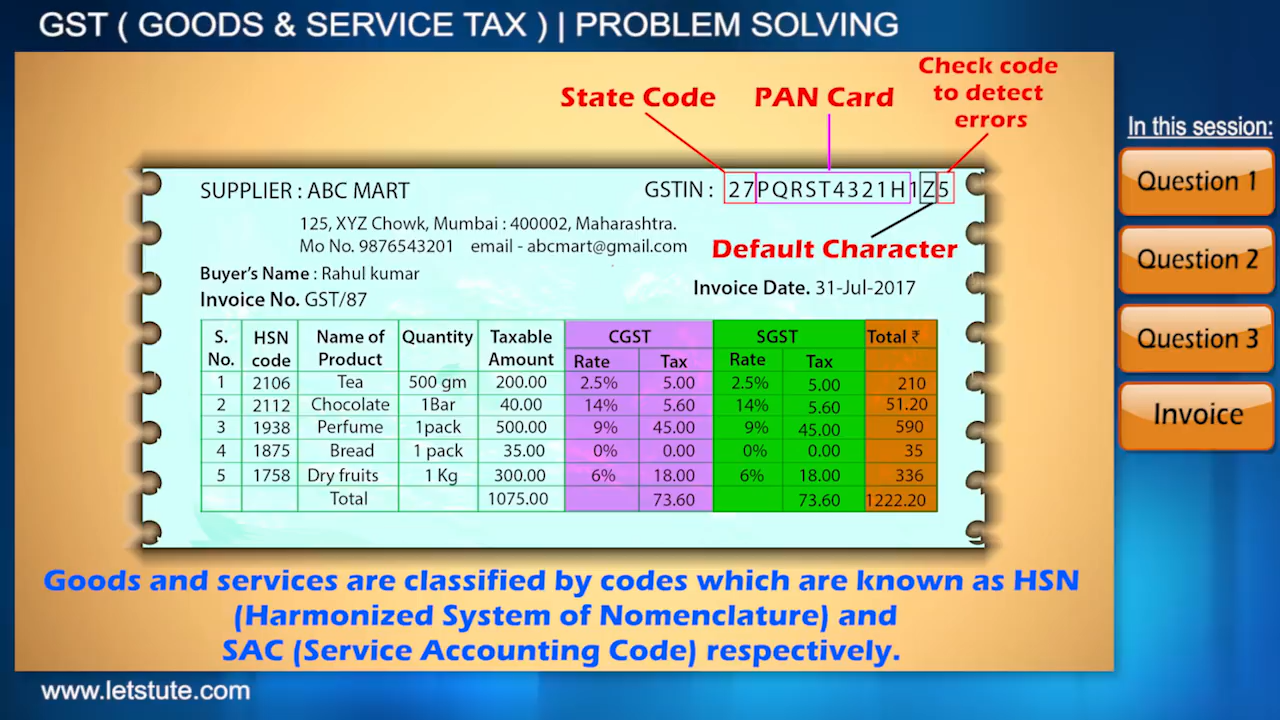 GST ( GOODS & SERVICE TAX ) | PROBLEM SOLVING
State Code
PAN Card
Check code
to detect
errors
SUPPLIER : ABC MART
GSTIN : 27PQRST4321H1Z5
125, XYZ Chowk, Mumbai : 400002, Maharashtra.
Mo No. 9876543201 email - abcmart@gmail.com
Default Character
Buyer's Name : Rahul kumar
Invoice No. GST/87
Invoice Date. 31-Jul-2017
S. No. HSN code Name of Product Quantity Taxable Amount CGST SGST Total ₹
Rate Tax Rate Tax
1 2106 Tea 500 gm 200.00 2.5% 5.00 2.5% 5.00 210
2 2112 Chocolate 1Bar 40.00 14% 5.60 14% 5.60 51.20
3 1938 Perfume 1pack 500.00 9% 45.00 9% 45.00 590
4 1875 Bread 1 pack 35.00 0% 0.00 0% 0.00 35
5 1758 Dry fruits 1 Kg 300.00 6% 18.00 6% 18.00 336
Total 1075.00 73.60 73.60 1222.20
Goods and services are classified by codes which are known as HSN
(Harmonized System of Nomenclature) and
SAC (Service Accounting Code) respectively.
In this session:
Question 1
Question 2
Question 3
Invoice
www.letstute.com